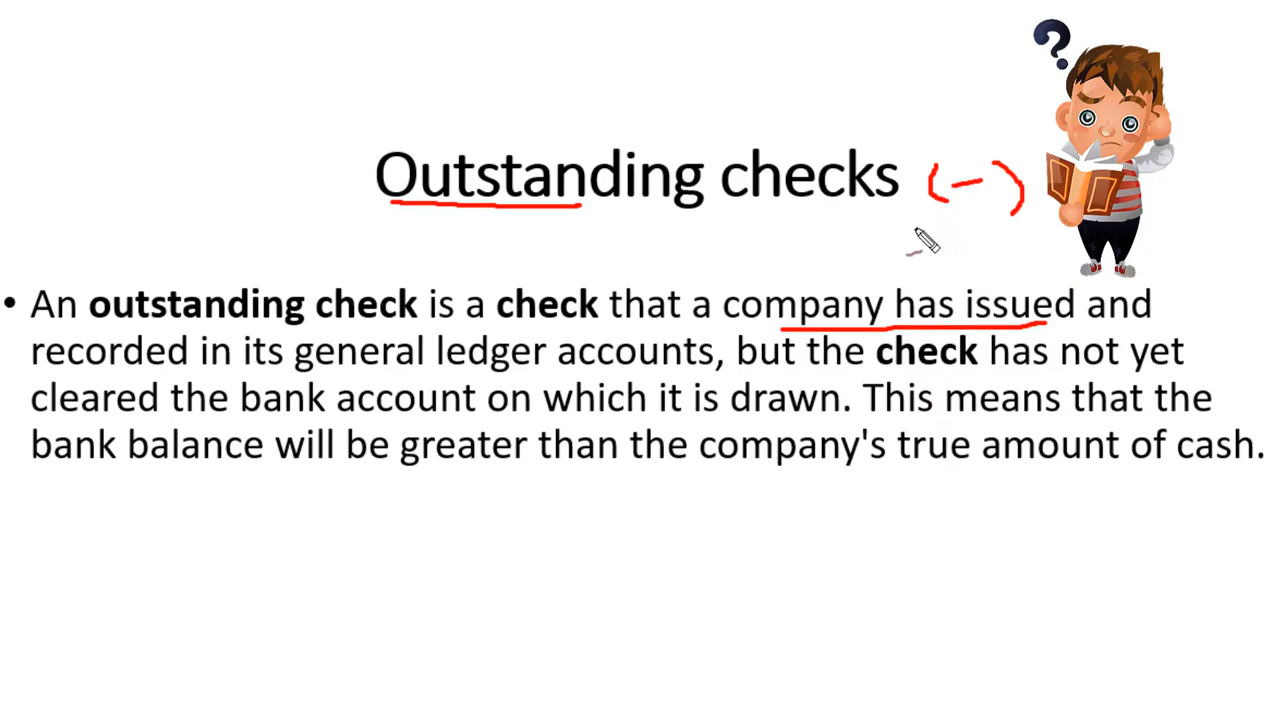 Outstanding checks (-)
• An outstanding check is a check that a company has issued and
recorded in its general ledger accounts, but the check has not yet
cleared the bank account on which it is drawn. This means that the
bank balance will be greater than the company's true amount of cash.